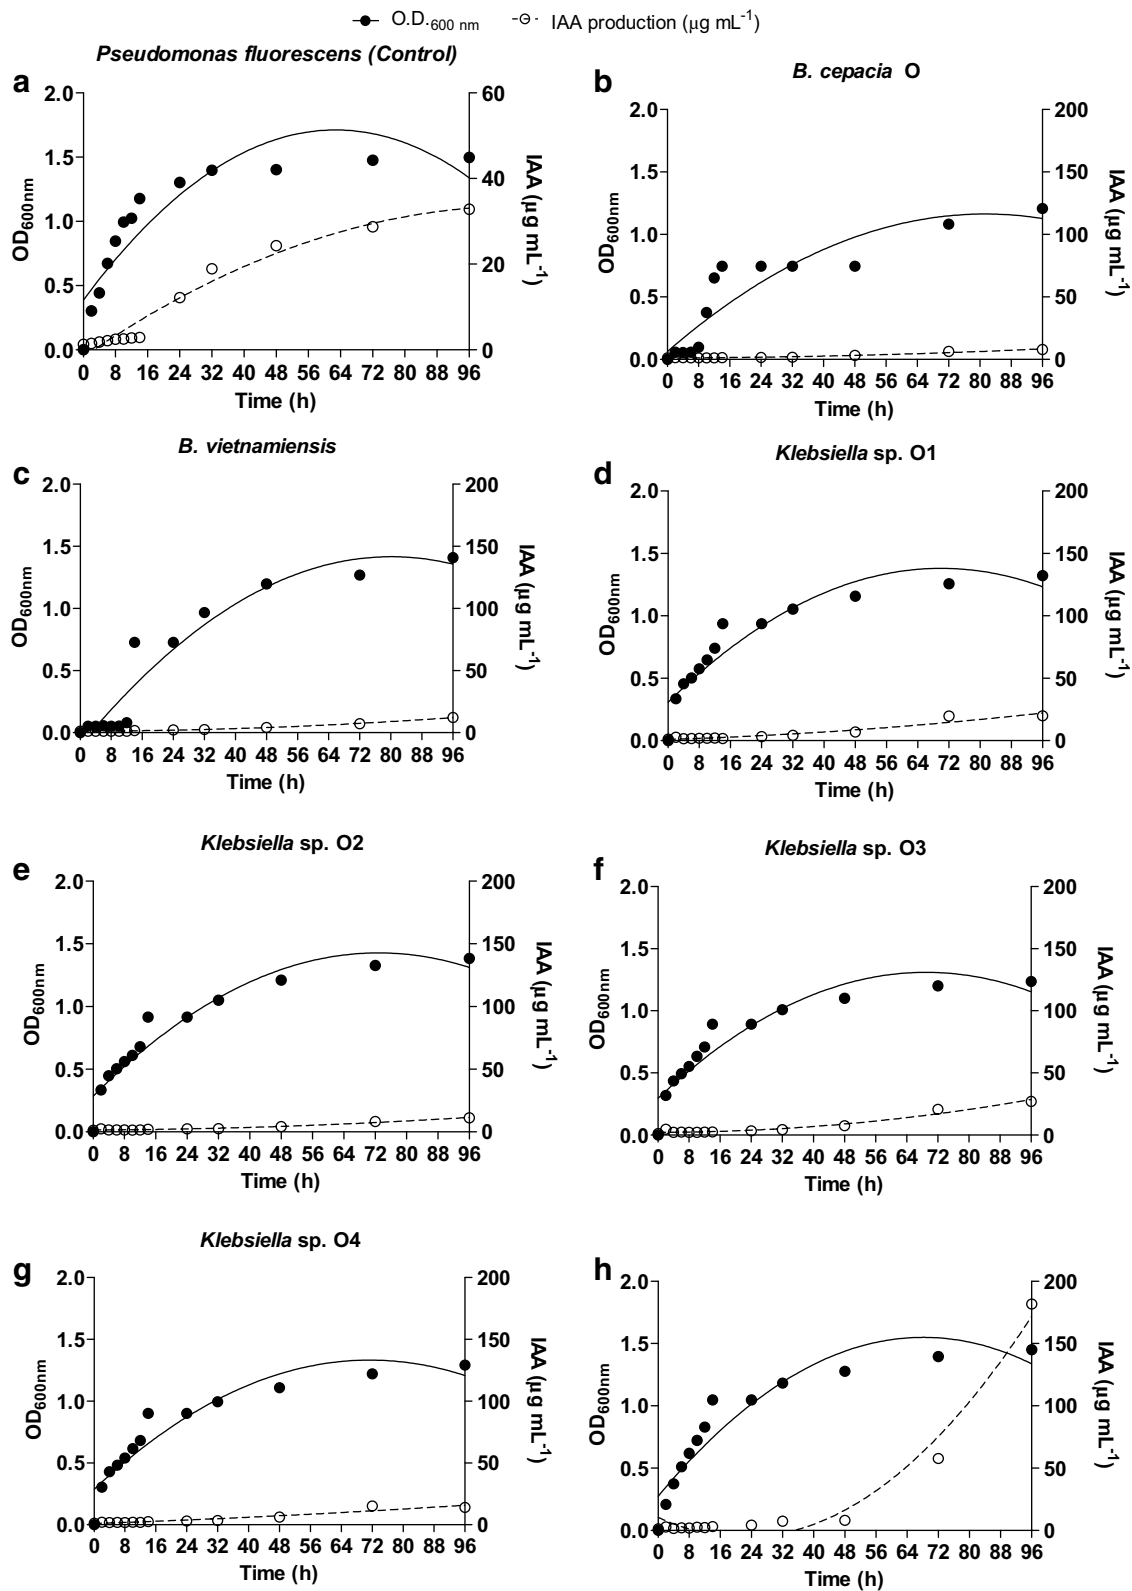 O.D.600 nm IAA production (μg mL-1)
Pseudomonas fluorescens (Control)
a
2.0 60
1.5
40
1.0
20
0.5
0.0 0
0 8 16 24 32 40 48 56 64 72 80 88 96
OD600nm
IAA (μg mL-1)
Time (h)
B. cepacia O
b
2.0 200
1.5 150
1.0 100
0.5 50
0.0 0
0 8 16 24 32 40 48 56 64 72 80 88 96
OD600nm
IAA (μg mL-1)
Time (h)
B. vietnamiensis
c
2.0 200
1.5 150
1.0 100
0.5 50
0.0 0
0 8 16 24 32 40 48 56 64 72 80 88 96
OD600nm
IAA (μg mL-1)
Time (h)
Klebsiella sp. O1
d
2.0 200
1.5 150
1.0 100
0.5 50
0.0 0
0 8 16 24 32 40 48 56 64 72 80 88 96
OD600nm
IAA (μg mL-1)
Time (h)
Klebsiella sp. O2
e
2.0 200
1.5 150
1.0 100
0.5 50
0.0 0
0 8 16 24 32 40 48 56 64 72 80 88 96
OD600nm
IAA (μg mL-1)
Time (h)
Klebsiella sp. O3
f
2.0 200
1.5 150
1.0 100
0.5 50
0.0 0
0 8 16 24 32 40 48 56 64 72 80 88 96
OD600nm
IAA (μg mL-1)
Time (h)
Klebsiella sp. O4
g
2.0 200
1.5 150
1.0 100
0.5 50
0.0 0
0 8 16 24 32 40 48 56 64 72 80 88 96
OD600nm
IAA (μg mL-1)
Time (h)
h
2.0 200
1.5 150
1.0 100
0.5 50
0.0 0
0 8 16 24 32 40 48 56 64 72 80 88 96
OD600nm
IAA (μg mL-1)
Time (h)